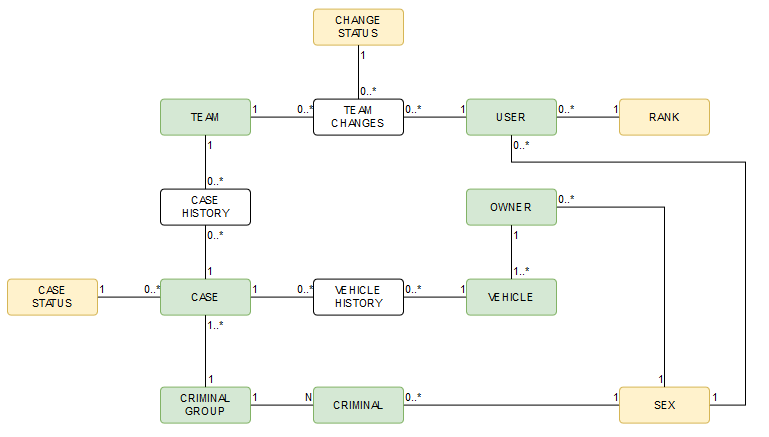 CHANGE
STATUS
1
0..*
TEAM
1
0..*
TEAM
CHANGES
0..*
1
USER
0..*
1
RANK
1
0..*
0..*
CASE
HISTORY
0..*
1
OWNER
0..*
1
1..*
CASE
STATUS
1
0..*
CASE
1
0..*
VEHICLE
HISTORY
0..*
1
VEHICLE
1..*
1
1
CRIMINAL
GROUP
1
N
CRIMINAL
0..*
1
SEX
1